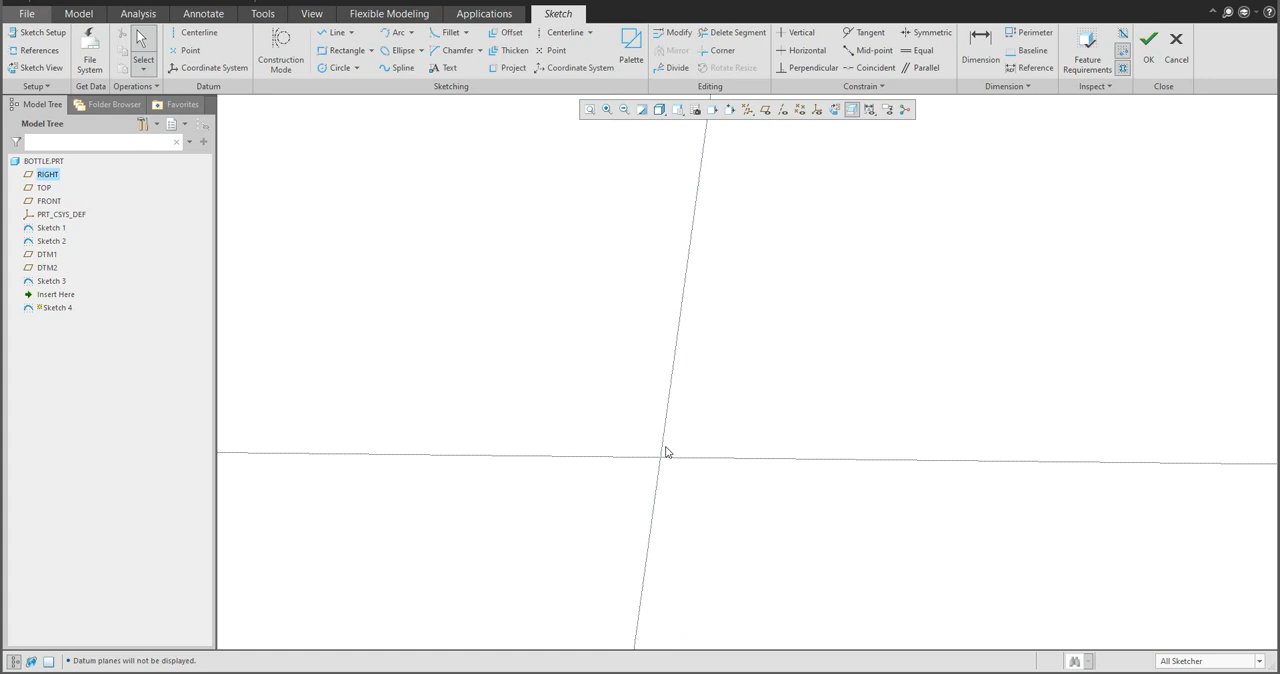 File Model Analysis Annotate Tools View Flexible Modeling Applications Sketch
Sketch Setup Centerline Line Arc Fillet Offset Centerline Modify Delete Segment Vertical Tangent Symmetric Perimeter
References Point Rectangle Ellipse Chamfer Thicken Point Mirror Corner Horizontal Mid-point Equal Baseline
File System Select Construction Mode Palette Dimension Feature Requirements OK Cancel
Sketch View Coordinate System Circle Spline Text Project Coordinate System Divide Rotate Resize Perpendicular Coincident Parallel Reference
Setup Get Data Operations Datum Sketching Editing Constrain Dimension Inspect Close
Model Tree Folder Browser Favorites
Model Tree
BOTTLE.PRT
RIGHT
TOP
FRONT
PRT_CSYS_DEF
Sketch 1
Sketch 2
DTM1
DTM2
Sketch 3
Insert Here
Sketch 4
Datum planes will not be displayed.
All Sketcher